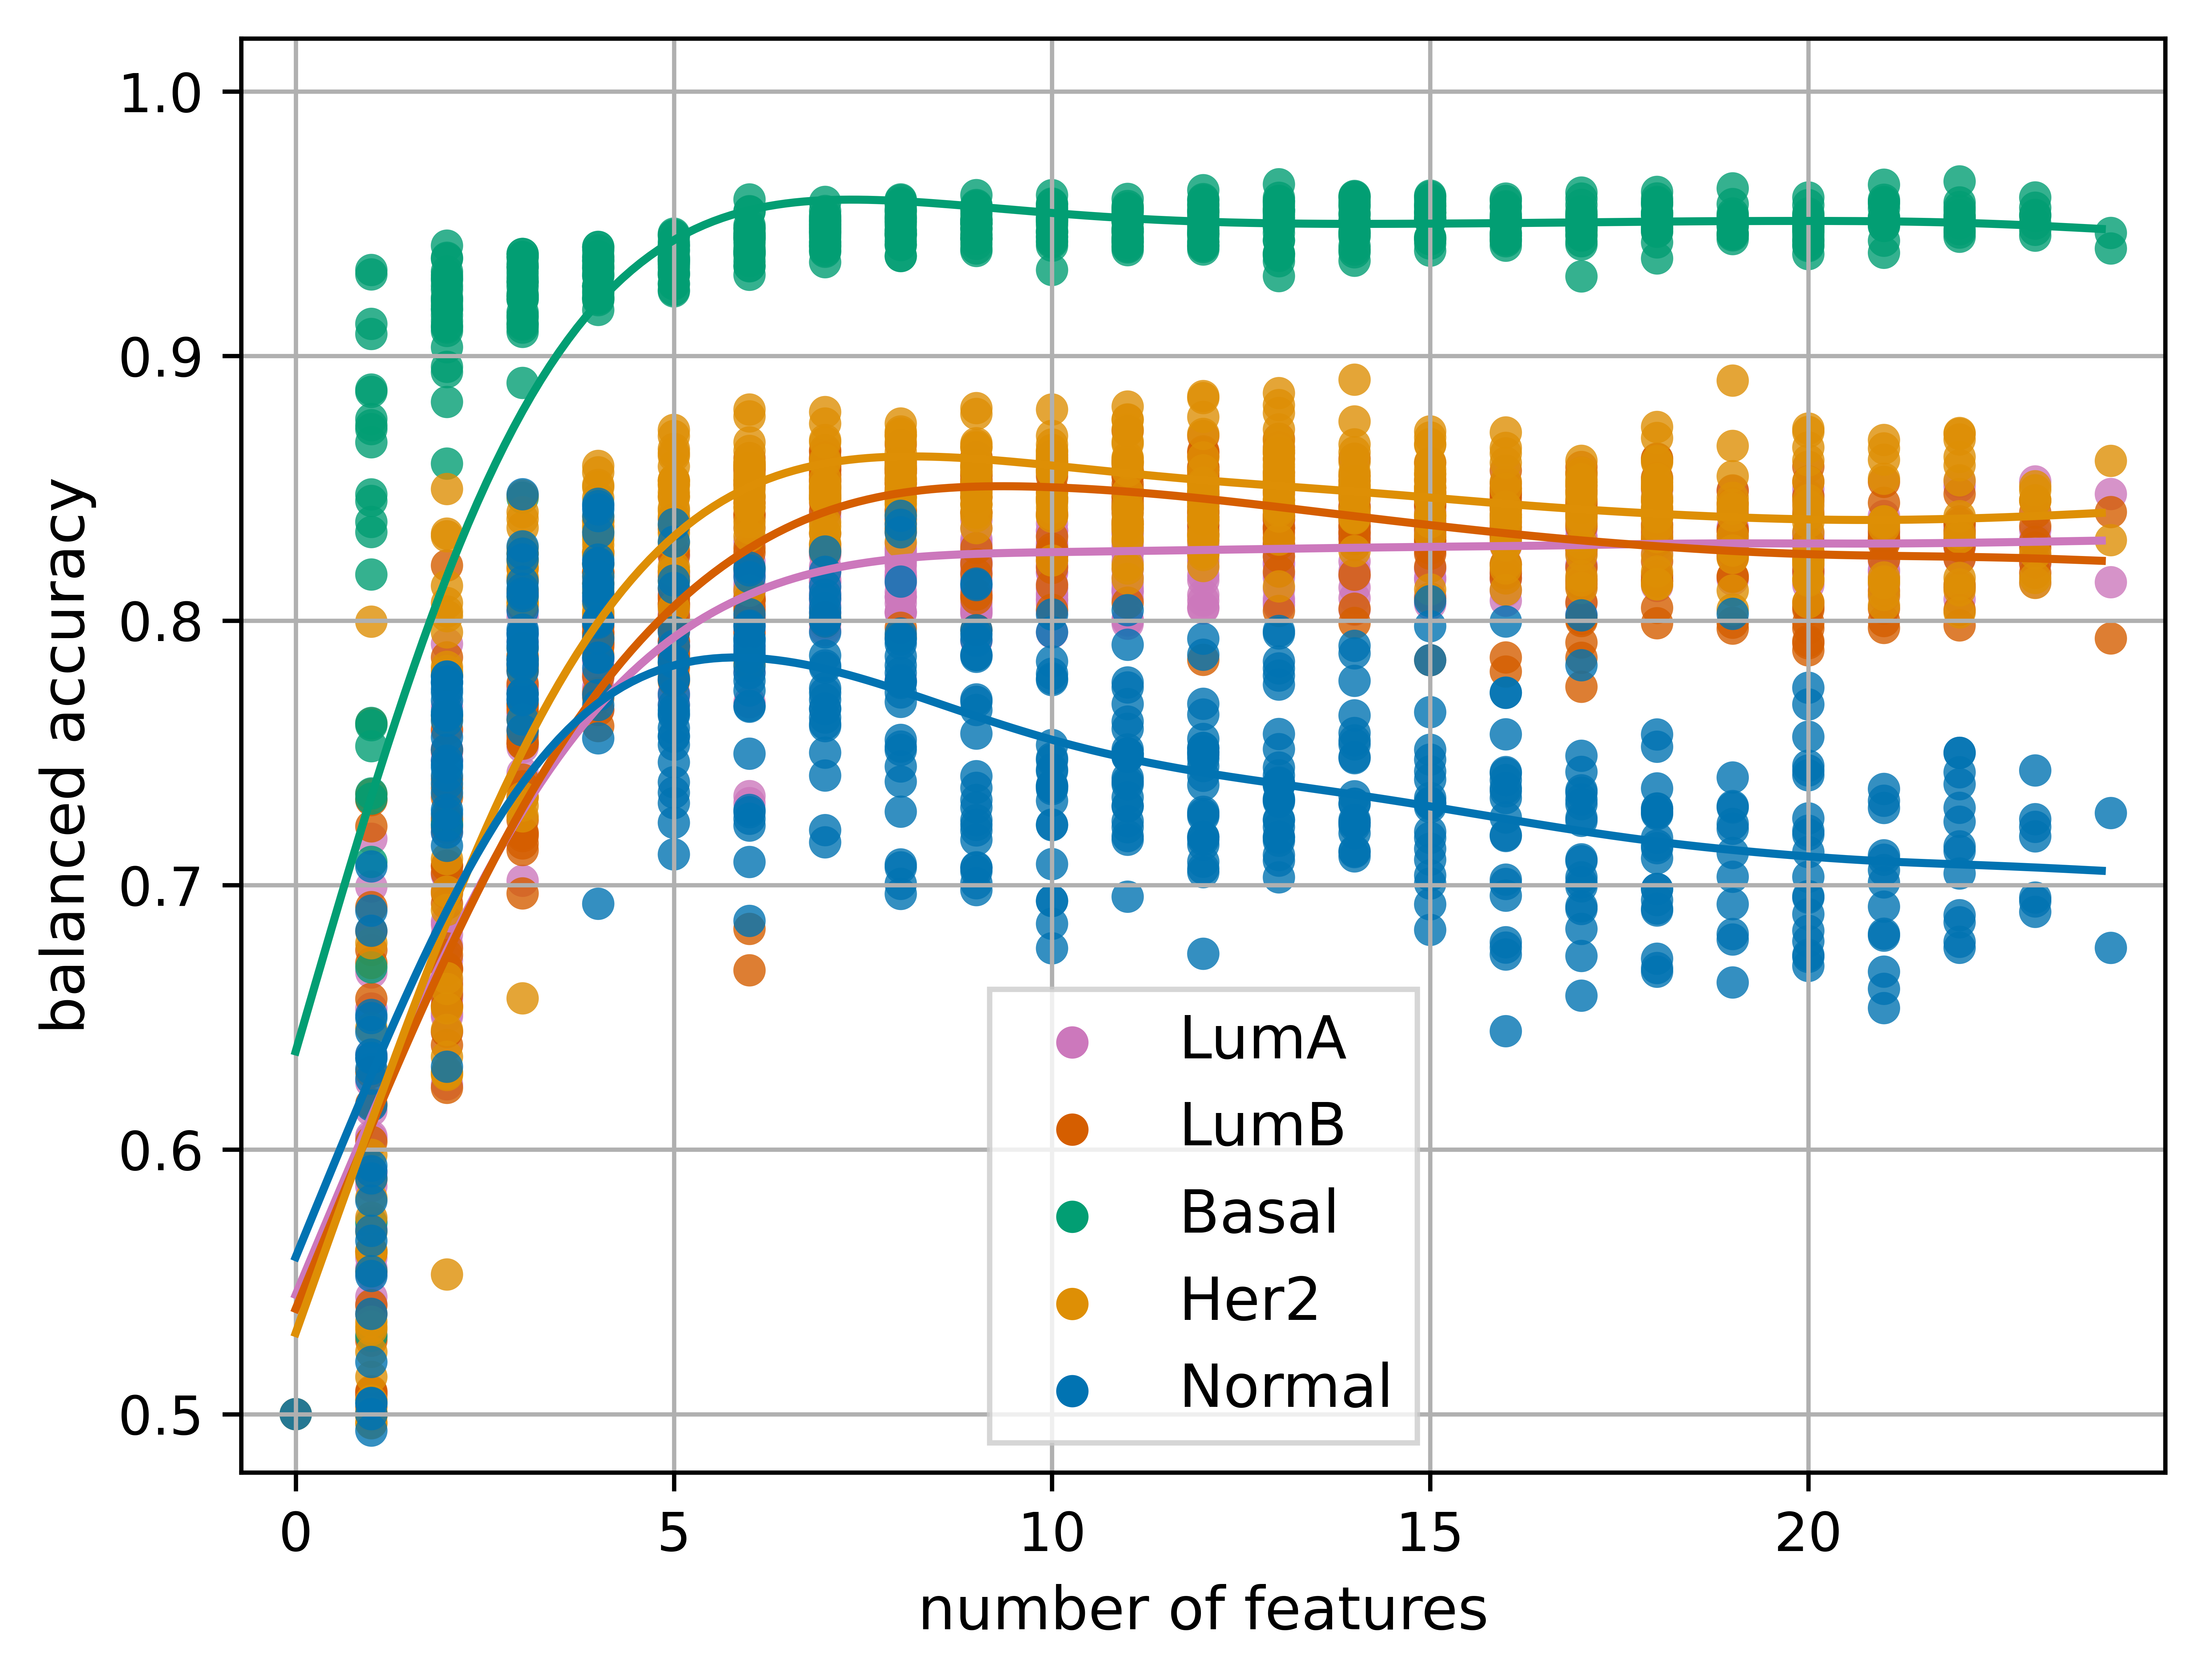 1.0
0.9
0.8
0.7
0.6
0.5
balanced accuracy
LumA
LumB
Basal
Her2
Normal
0 5 10 15 20
number of features